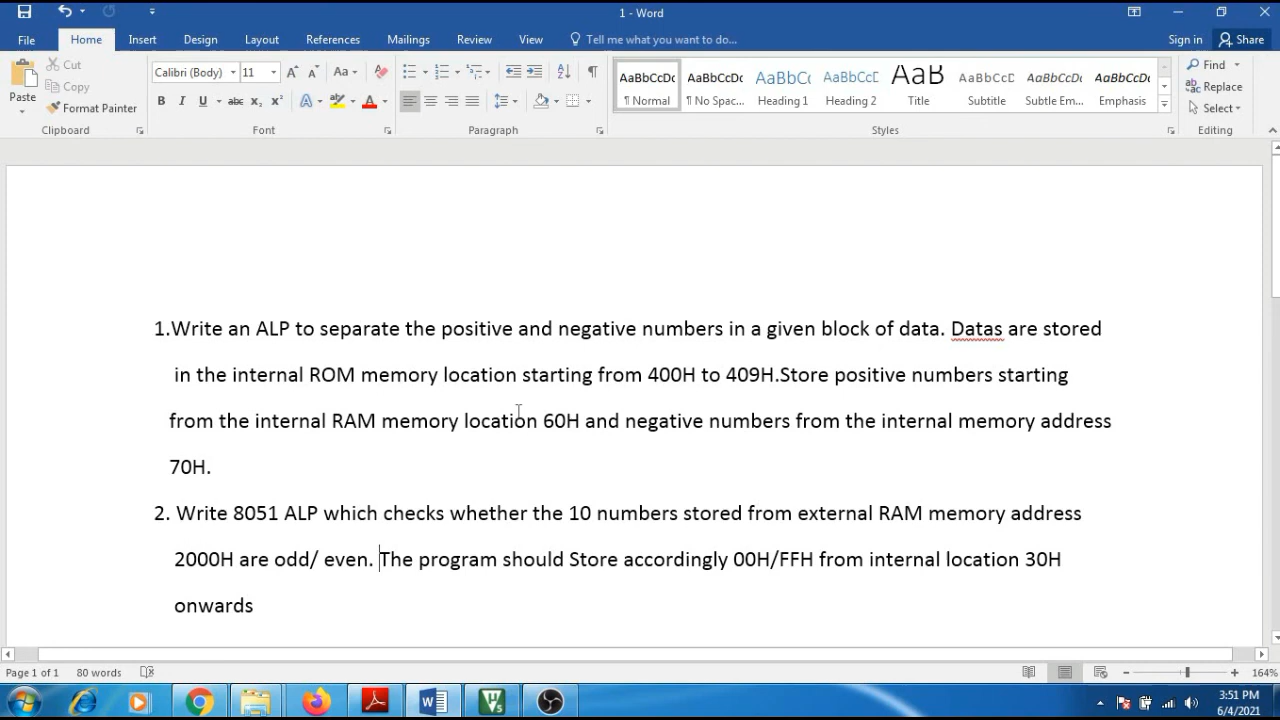 1 - Word
File Home Insert Design Layout References Mailings Review View Tell me what you want to do... Sign in Share
Paste Cut Copy Format Painter
Calibri (Body) 11
AaBbCcDc AaBbCcDc AaBbCcD AaBbCcC AaB AaBbCcD AaBbCcDc AaBbCcDc
¶ Normal ¶ No Spac... Heading 1 Heading 2 Title Subtitle Subtle Em... Emphasis
Find Replace Select
Clipboard Font Paragraph Styles Editing
1.Write an ALP to separate the positive and negative numbers in a given block of data. Datas are stored
in the internal ROM memory location starting from 400H to 409H.Store positive numbers starting
from the internal RAM memory location 60H and negative numbers from the internal memory address
70H.
2. Write 8051 ALP which checks whether the 10 numbers stored from external RAM memory address
2000H are odd/ even. The program should Store accordingly 00H/FFH from internal location 30H
onwards
Page 1 of 1 80 words 164%
3:51 PM
6/4/2021